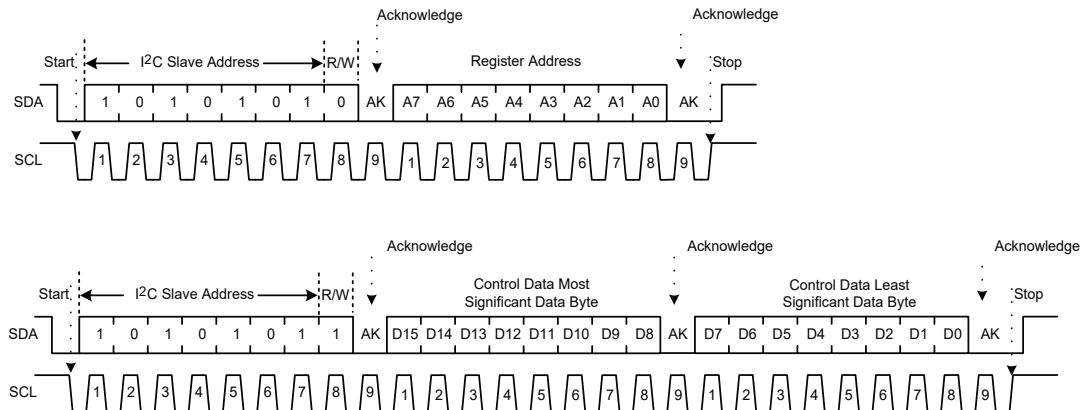 Acknowledge Acknowledge
Start I2C Slave Address R/W Register Address Stop
SDA 1 0 1 0 1 0 1 0 AK A7 A6 A5 A4 A3 A2 A1 A0 AK
SCL 1 2 3 4 5 6 7 8 9 1 2 3 4 5 6 7 8 9
Acknowledge Acknowledge Acknowledge
Start I2C Slave Address R/W Control Data Most Control Data Least Stop
Significant Data Byte Significant Data Byte
SDA 1 0 1 0 1 0 1 1 AK D15 D14 D13 D12 D11 D10 D9 D8 AK D7 D6 D5 D4 D3 D2 D1 D0 AK
SCL 1 2 3 4 5 6 7 8 9 1 2 3 4 5 6 7 8 9 1 2 3 4 5 6 7 8 9